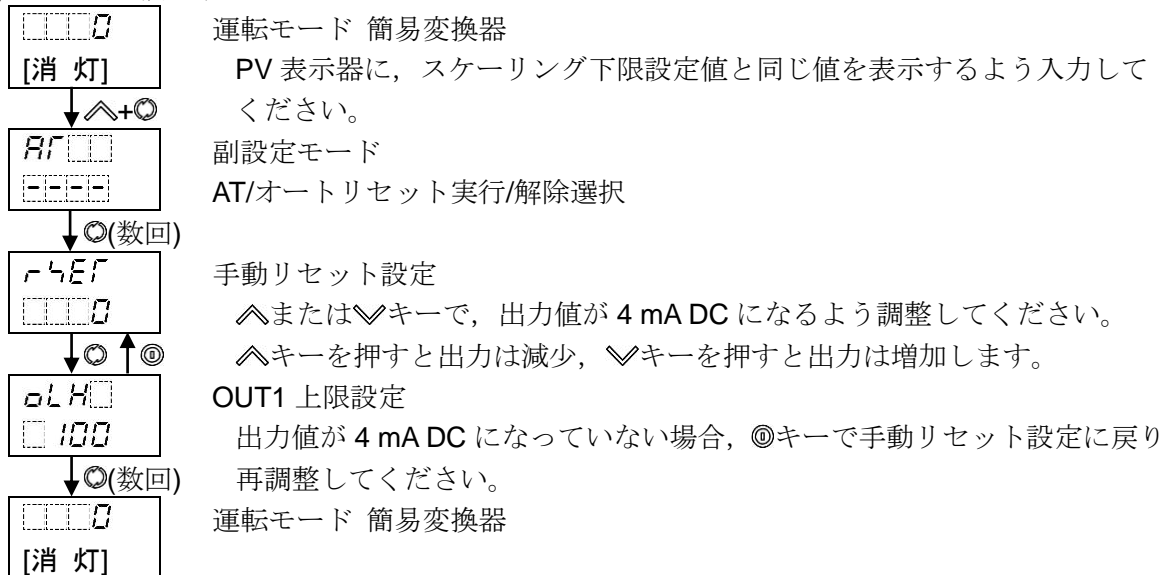 0 運転モード 簡易変換器
[消 灯] PV 表示器に，スケーリング下限設定値と同じ値を表示するよう入力して
+ ください。
AT 副設定モード
---- AT/オートリセット実行/解除選択
(数回)
rSET 手動リセット設定
0 またはキーで，出力値が 4 mA DC になるよう調整してください。
キーを押すと出力は減少，キーを押すと出力は増加します。
oLH OUT1 上限設定
100 出力値が 4 mA DC になっていない場合，キーで手動リセット設定に戻り
(数回) 再調整してください。
0 運転モード 簡易変換器
[消 灯]